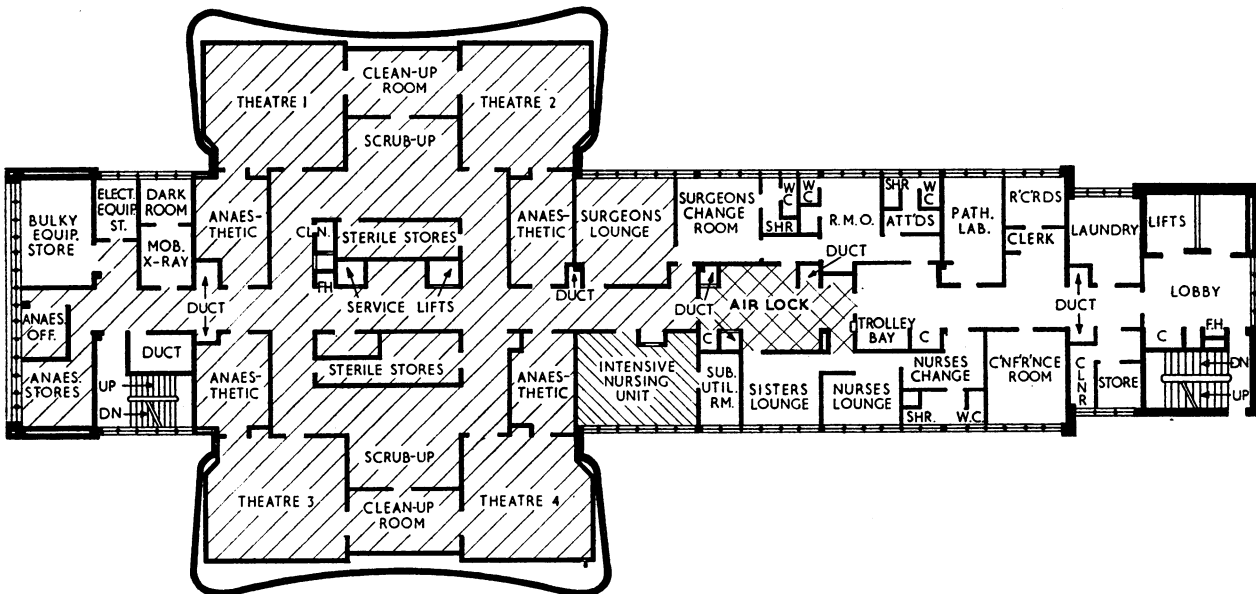 THEATRE 1
CLEAN-UP
ROOM
THEATRE 2
SCRUB-UP
BULKY
EQUIP.
STORE
ELECT.
EQUIP.
ST.
DARK
ROOM
MOB.
X-RAY
ANAES-
THETIC
CLN.
STERILE STORES
F.H
SERVICE LIFTS
ANAES-
THETIC
SURGEONS
LOUNGE
SURGEONS
CHANGE
ROOM
W
C
SHR
W
C
R.M.O.
SHR
W
C
ATT'DS
PATH.
LAB.
R'C'RDS
CLERK
LAUNDRY
LIFTS
LOBBY
ANAES.
OFF.
DUCT
DUCT
DUCT
AIR LOCK
DUCT
DUCT
C
F.H
ANAES.
STORES
DUCT
UP
DN
ANAES-
THETIC
STERILE STORES
ANAES-
THETIC
INTENSIVE
NURSING
UNIT
C
SUB.
UTIL.
RM.
SISTERS
LOUNGE
TROLLEY
BAY
C
NURSES
LOUNGE
NURSES
CHANGE
SHR.
W.C.
C'NF'R'NCE
ROOM
C
L
N
R
STORE
DN
UP
SCRUB-UP
THEATRE 3
CLEAN-UP
ROOM
THEATRE 4